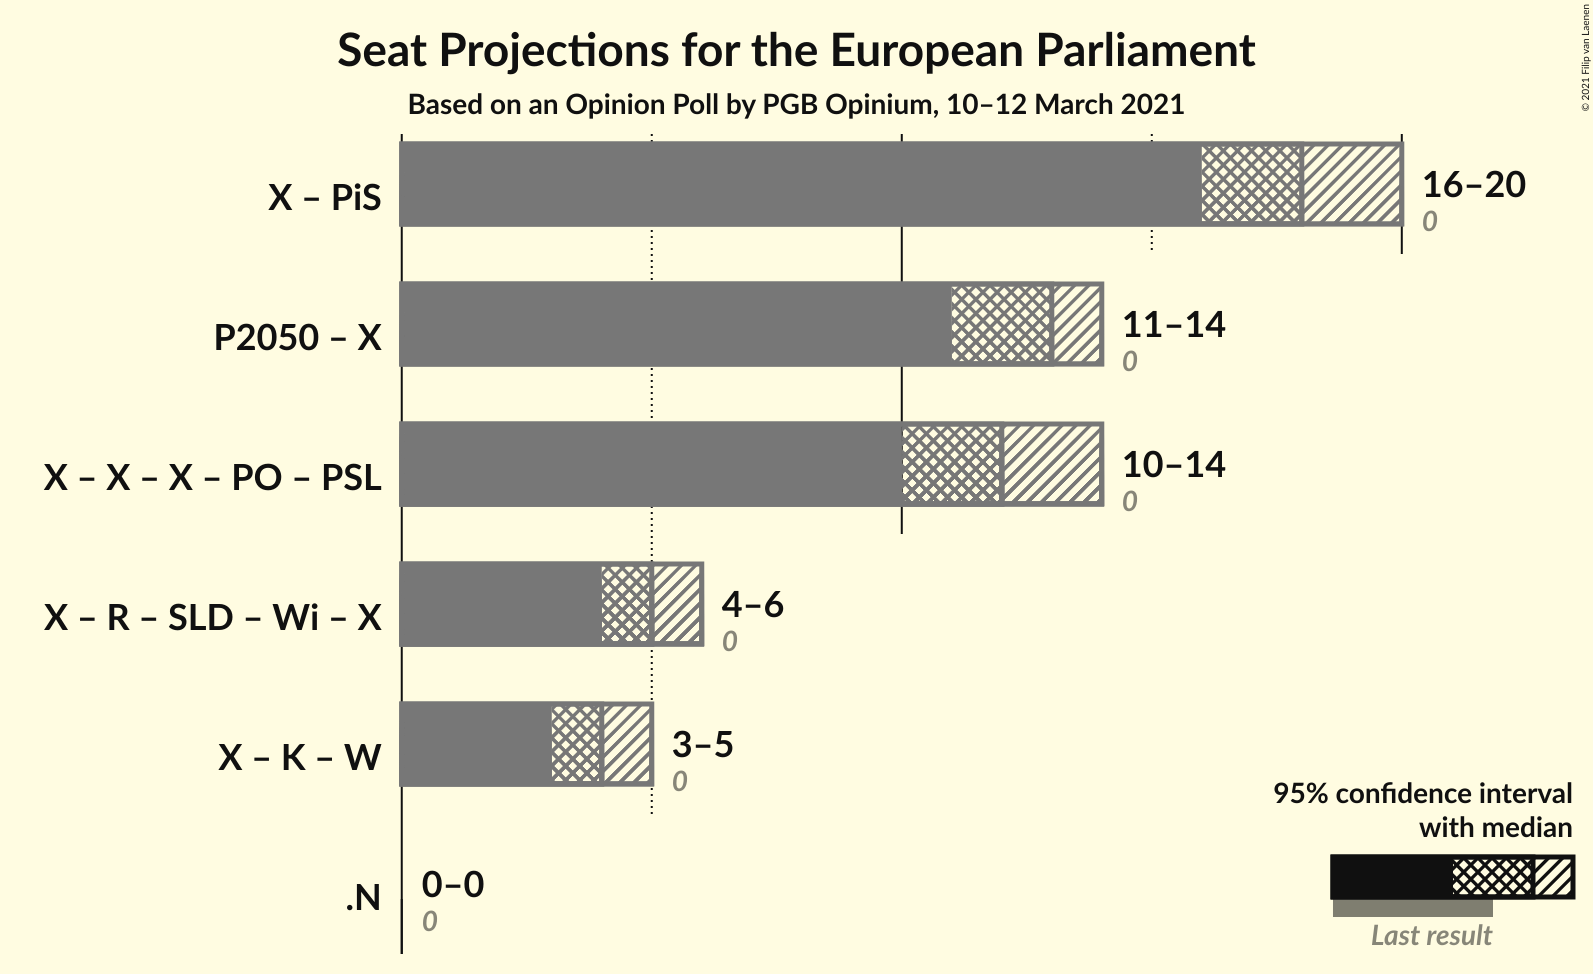 Seat Projections for the European Parliament
Based on an Opinion Poll by PGB Opinium, 10–12 March 2021
© 2021 Filip van Laenen
X – PiS
16–20
0
P2050 – X
11–14
0
X – X – X – PO – PSL
10–14
0
X – R – SLD – Wi – X
4–6
0
X – K – W
3–5
0
.N
0–0
0
95% confidence interval
with median
Last result